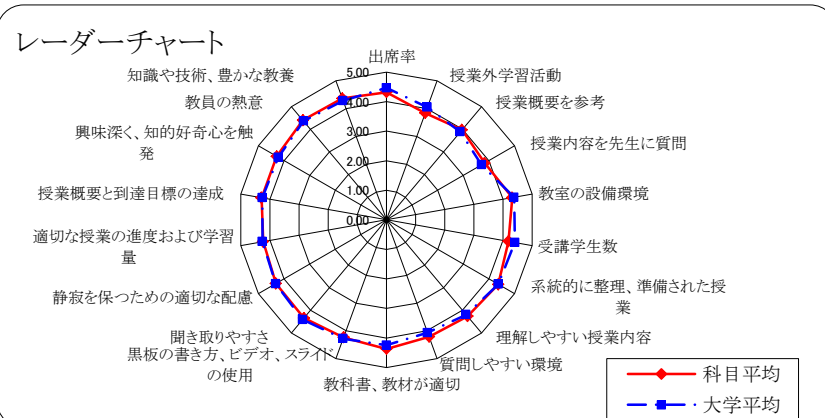 レーダーチャート
出席率
授業外学習活動
授業概要を参考
授業内容を先生に質問
教室の設備環境
受講学生数
系統的に整理、準備された授
業
理解しやすい授業内容
質問しやすい環境
教科書、教材が適切
黒板の書き方、ビデオ、スライド
の使用
聞き取りやすさ
静寂を保つための適切な配慮
適切な授業の進度および学習
量
授業概要と到達目標の達成
興味深く、知的好奇心を触
発
教員の熱意
知識や技術、豊かな教養
5.00
4.00
3.00
2.00
1.00
0.00
科目平均
大学平均